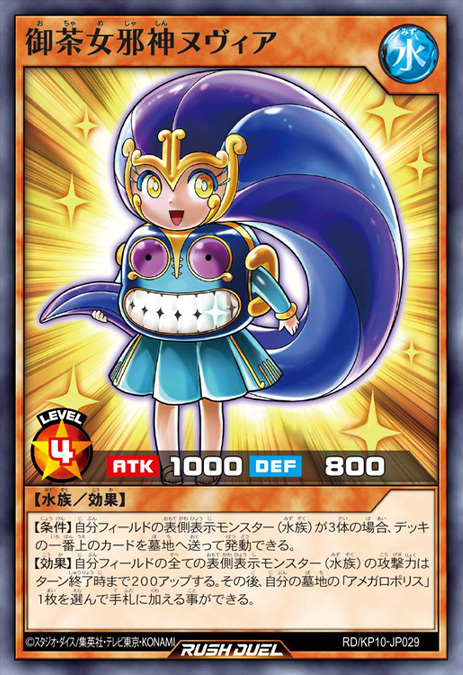 御茶女邪神ヌヴィア
水
LEVEL
4
ATK 1000 DEF 800
【水族／効果】
【条件】自分フィールドの表側表示モンスター（水族）が3体の場合、デッキ
の一番上のカードを墓地へ送って発動できる。
【効果】自分フィールドの全ての表側表示モンスター（水族）の攻撃力は
ターン終了時まで200アップする。その後、自分の墓地の「アメガロポリス」
1枚を選んで手札に加える事ができる。
©スタジオ・ダイス/集英社・テレビ東京・KONAMI
RUSH DUEL
RD/KP10-JP029